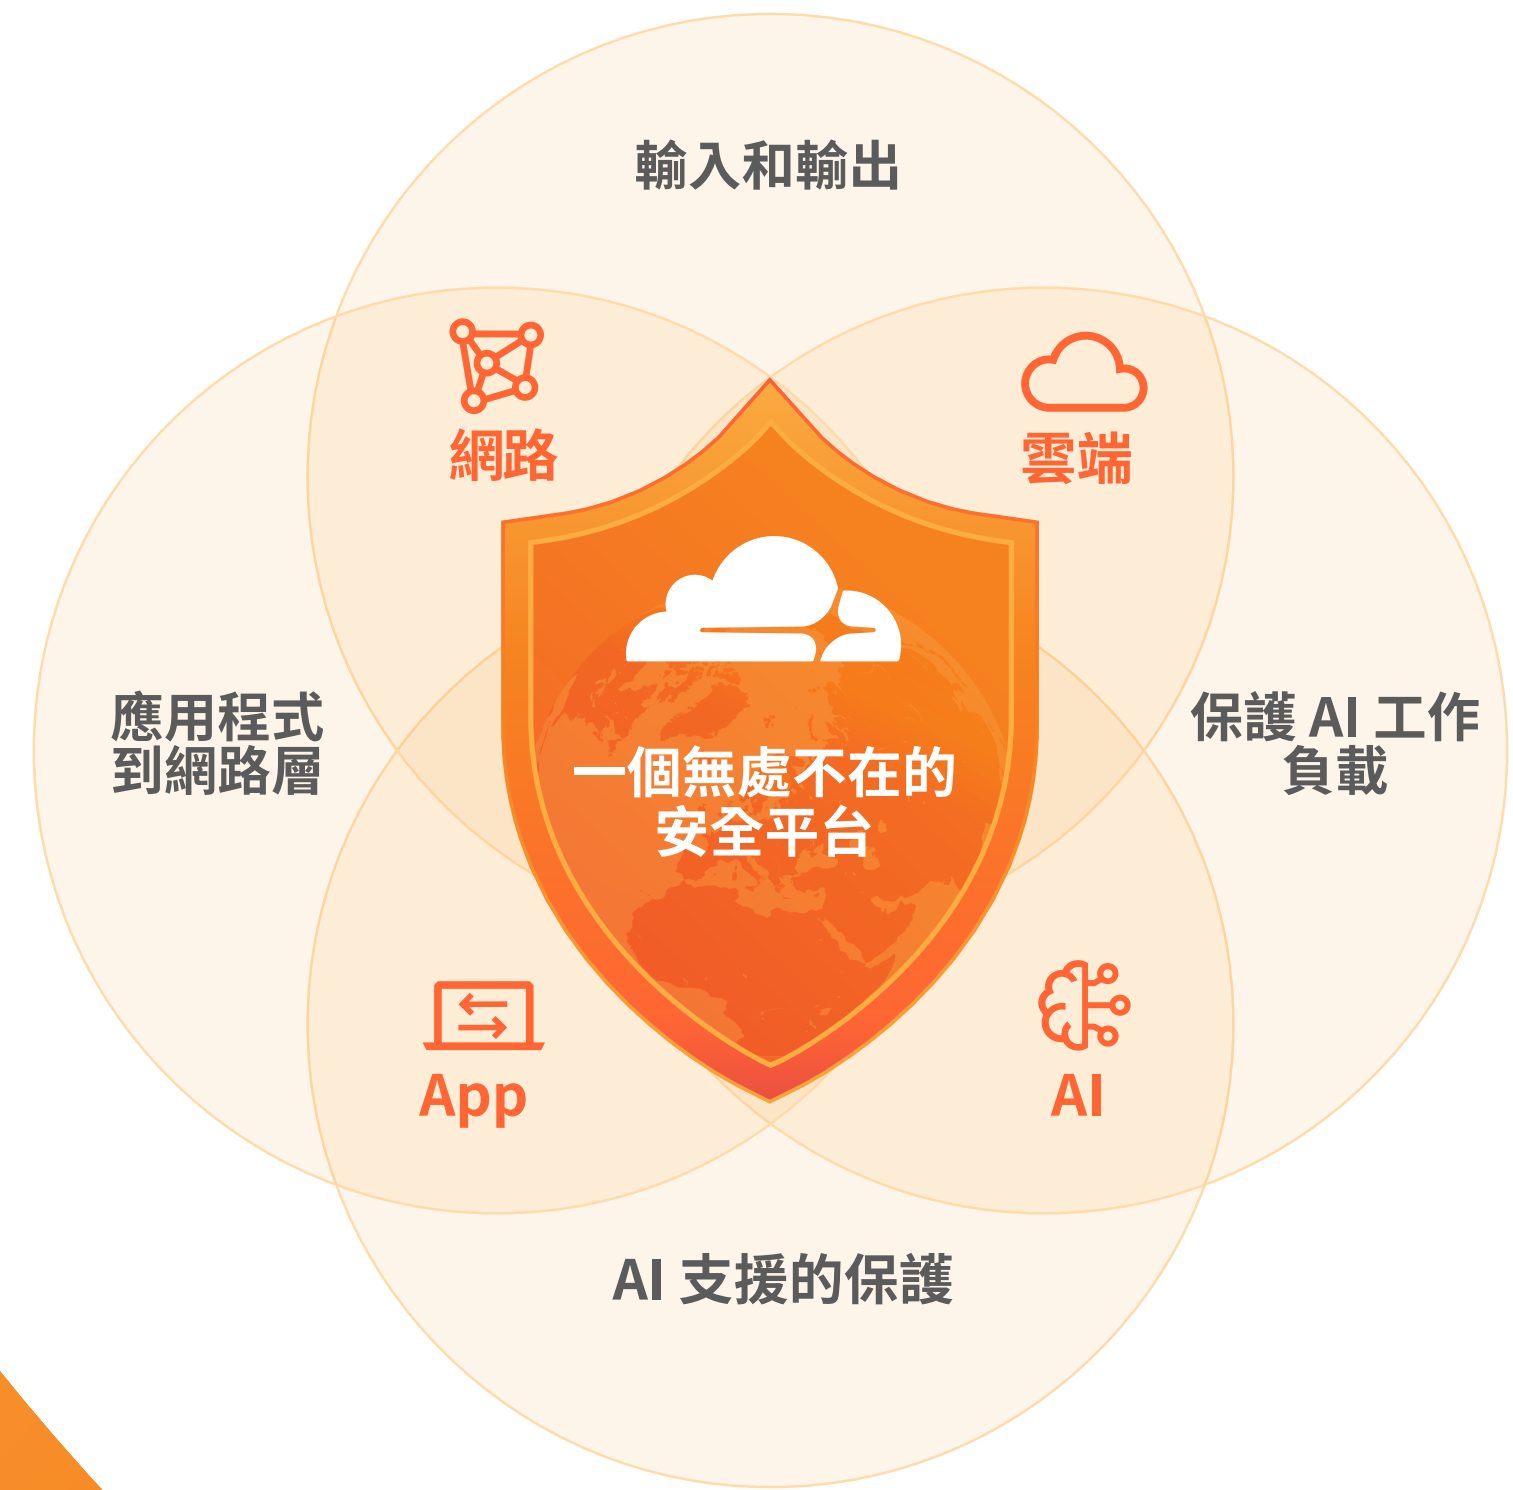 輸入和輸出
網路
雲端
應用程式
到網路層
一個無處不在的
安全平台
保護 AI 工作
負載
App
AI
AI 支援的保護